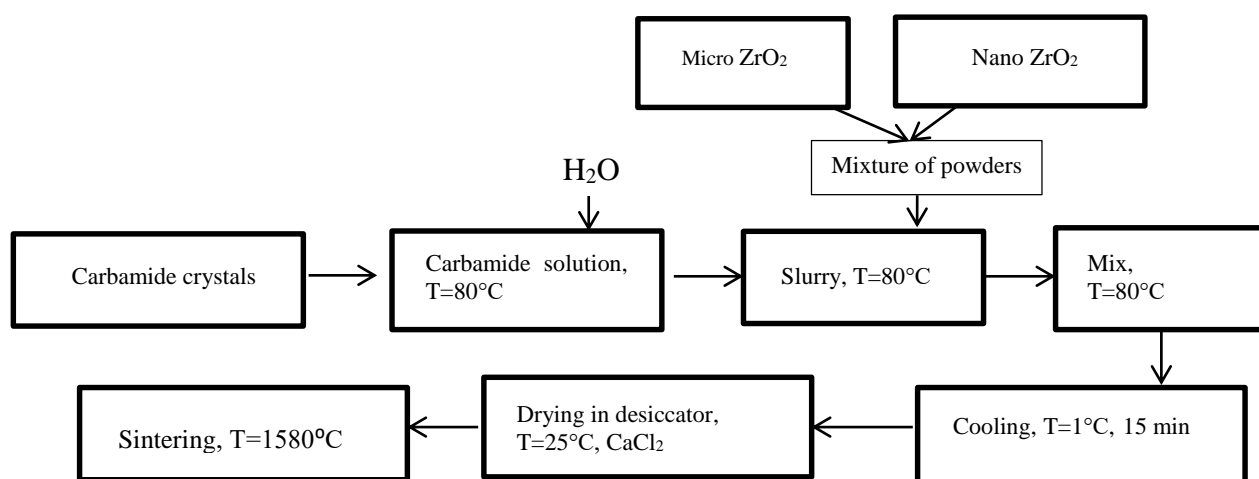 Micro ZrO₂
Nano ZrO₂
Mixture of powders
H₂O
Carbamide crystals
Carbamide solution,
T=80°C
Slurry, T=80°C
Mix,
T=80°C
Sintering, T=1580⁰C
Drying in desiccator,
T=25°C, CaCl₂
Cooling, T=1°C, 15 min